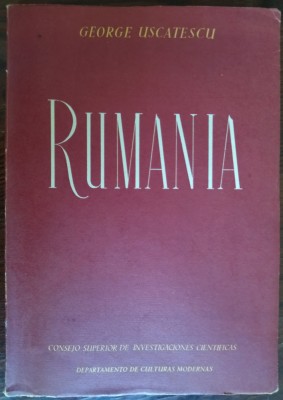 GEORGE USCATESCU
RUMANIA
CONSEJO SUPERIOR DE INVESTIGACIONES CIENTIFICAS
DEPARTAMENTO DE CULTURAS MODERNAS